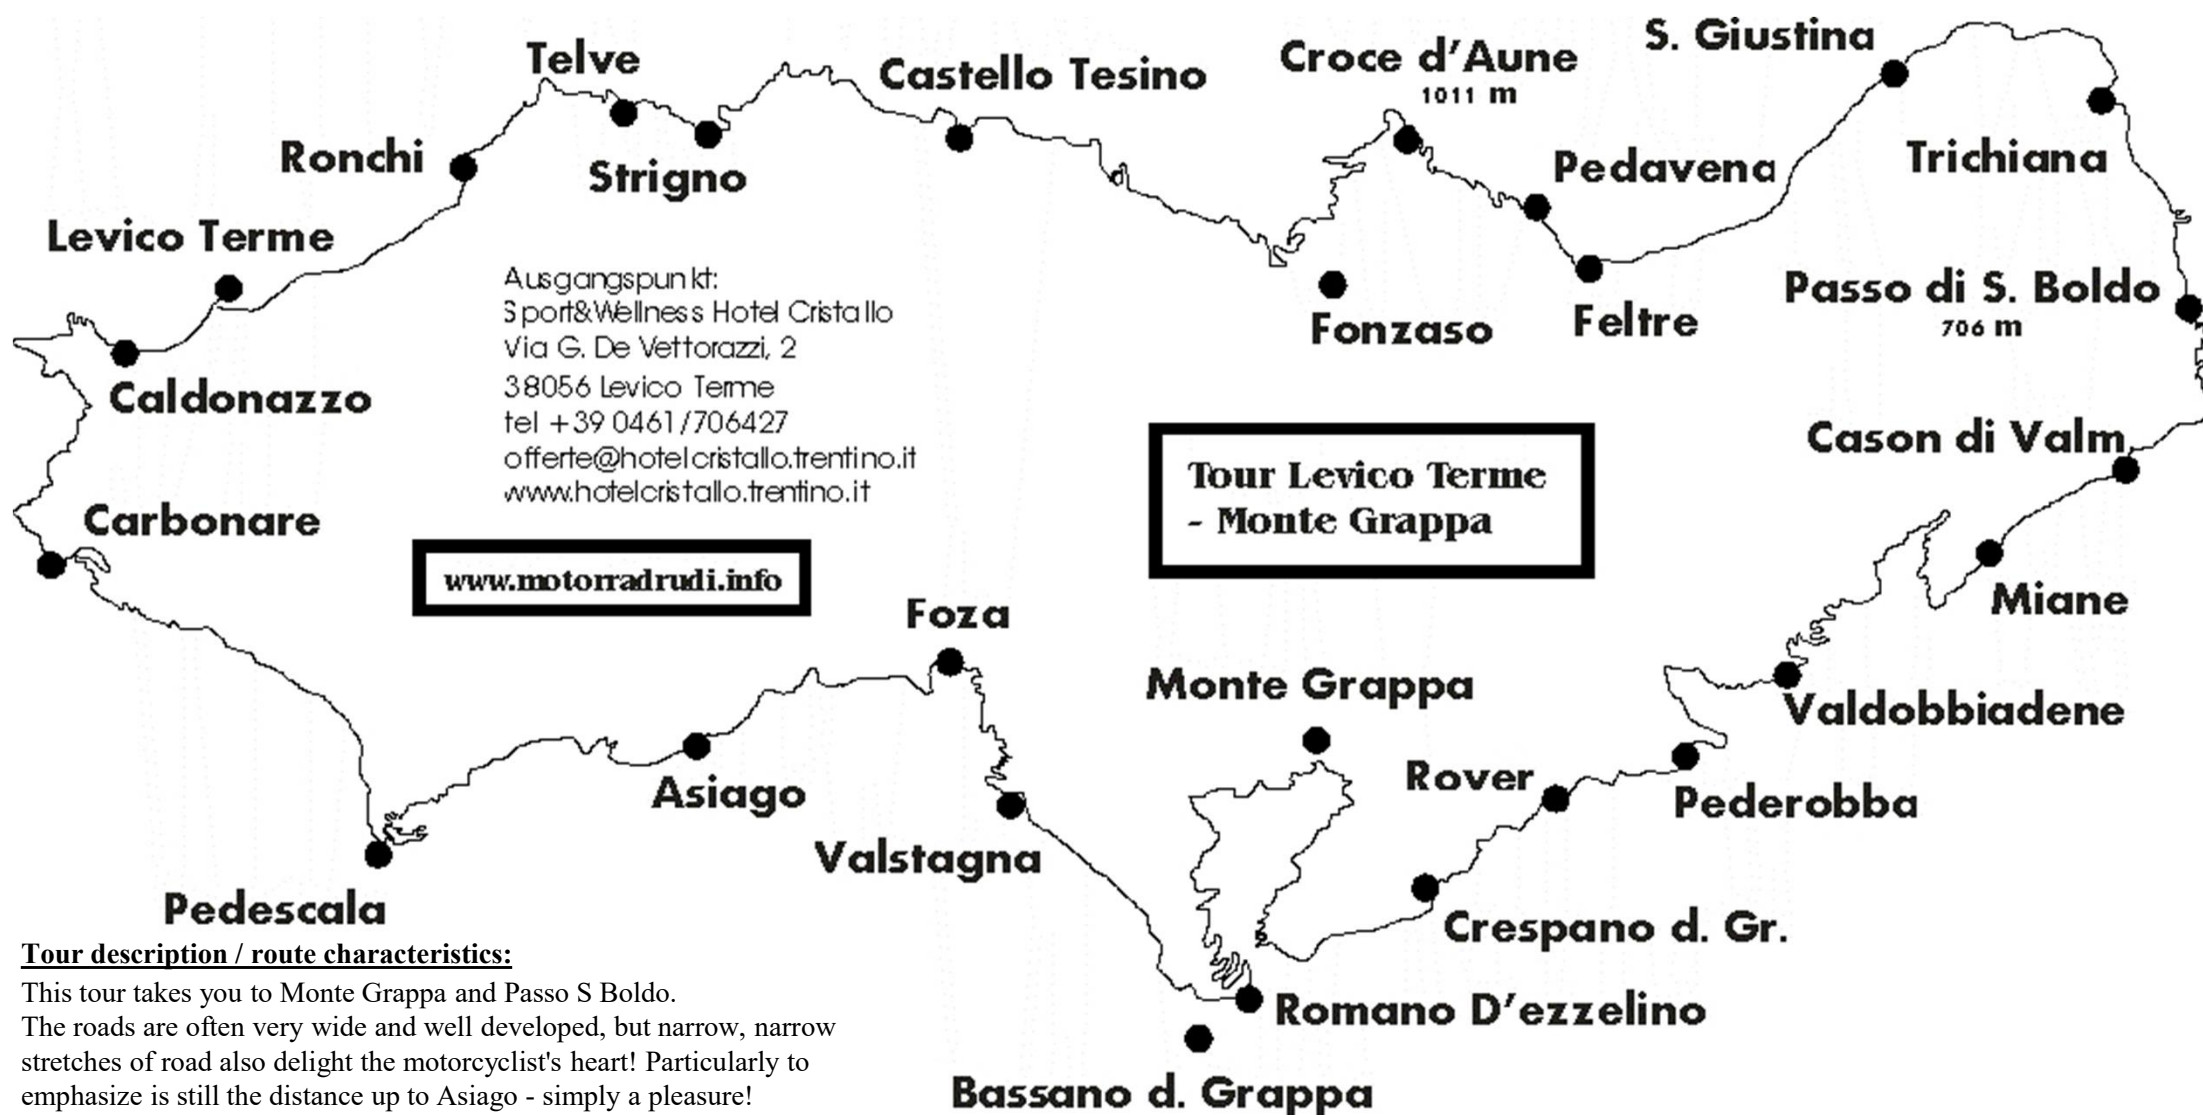 S. Giustina
Telve
Croce d'Aune
1011 m
Castello Tesino
Ronchi
Strigno
Pedavena
Trichiana
Levico Terme
Passo di S. Boldo
706 m
Fonzaso
Feltre
Ausgangspunkt:
Sport&Wellness Hotel Cristallo
Via G. De Vettorazzi, 2
38056 Levico Terme
tel +39 0461/706427
offerte@hotelcristallo.trentino.it
www.hotelcristallo.trentino.it
Caldonazzo
Cason di Valm
Tour Levico Terme
- Monte Grappa
Carbonare
www.motorradrudi.info
Miane
Foza
Monte Grappa
Valdobbiadene
Rover
Pederobba
Asiago
Valstagna
Pedescala
Crespano d. Gr.
Romano D'ezzelino
Bassano d. Grappa
Tour description / route characteristics:
This tour takes you to Monte Grappa and Passo S Boldo.
The roads are often very wide and well developed, but narrow, narrow
stretches of road also delight the motorcyclist's heart! Particularly to
emphasize is still the distance up to Asiago - simply a pleasure!